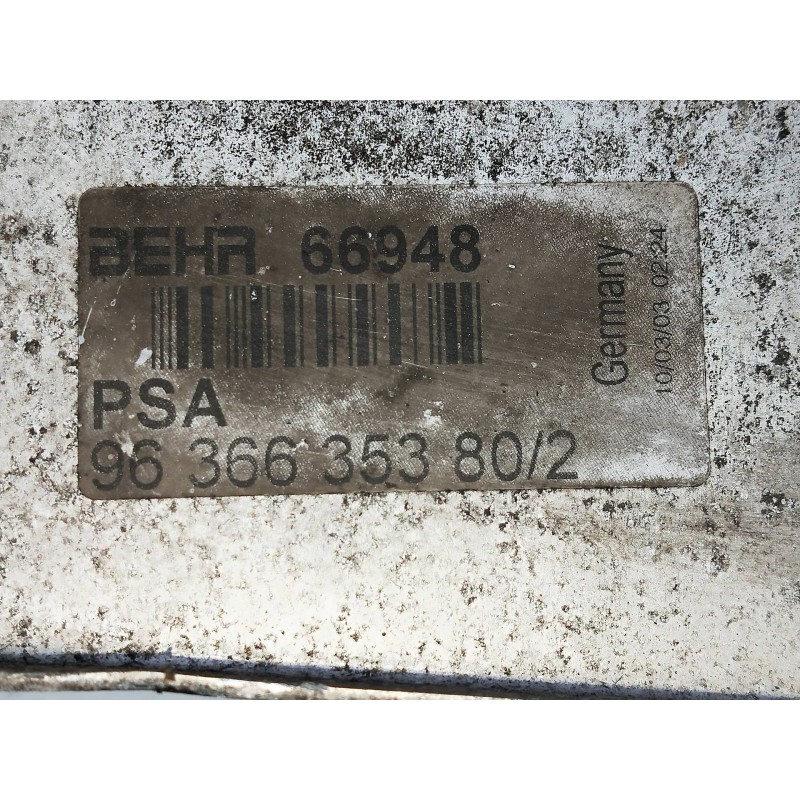 BEHR 66948
PSA
96 366 353 80/2
Germany
10/03/03 02:24